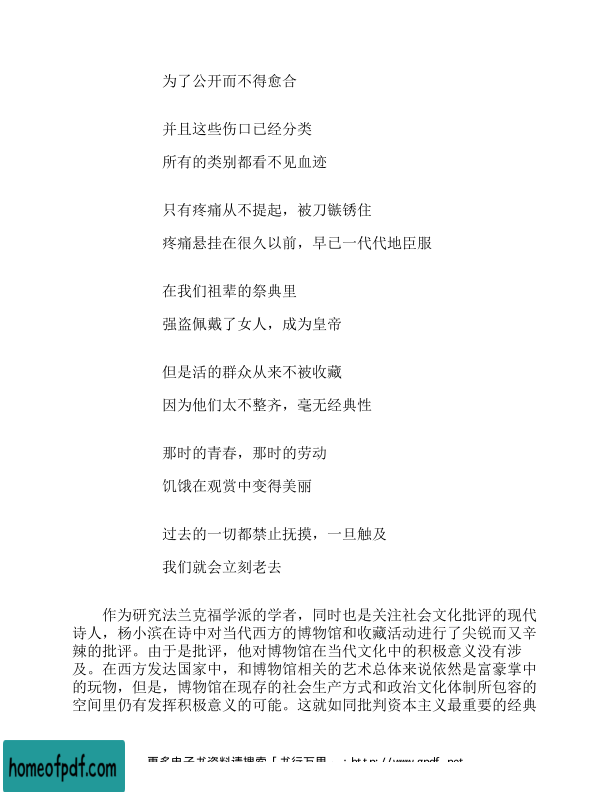 为了公开而不得愈合
并且这些伤口已经分类
所有的类别都看不见血迹
只有疼痛从不提起，被刀镞锈住
疼痛悬挂在很久以前，早已一代代地臣服
在我们祖辈的祭典里
强盗佩戴了女人，成为皇帝
但是活的群众从来不被收藏
因为他们太不整齐，毫无经典性
那时的青春，那时的劳动
饥饿在观赏中变得美丽
过去的一切都禁止抚摸，一旦触及
我们就会立刻老去
作为研究法兰克福学派的学者，同时也是关注社会文化批评的现代
诗人，杨小滨在诗中对当代西方的博物馆和收藏活动进行了尖锐而又辛
辣的批评。由于是批评，他对博物馆在当代文化中的积极意义没有涉
及。在西方发达国家中，和博物馆相关的艺术总体来说依然是富豪掌中
的玩物，但是，博物馆在现存的社会生产方式和政治文化体制所包容的
空间里仍有发挥积极意义的可能。这就如同批判资本主义最重要的经典
更多电子书资料请搜索「书行万里
homeofpdf.com